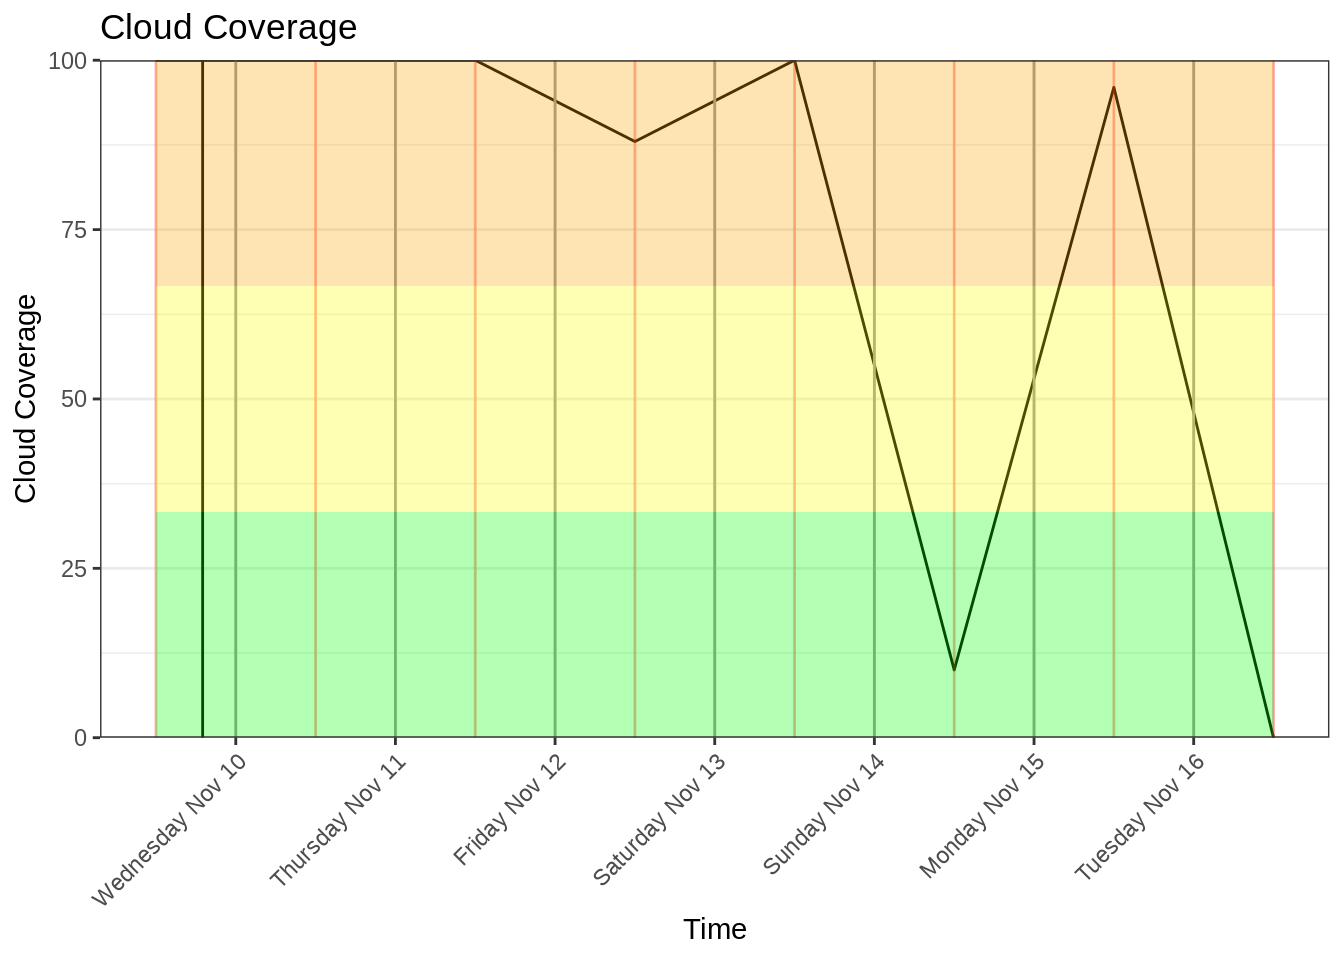 Cloud Coverage
100
75
50
25
0
Cloud Coverage
Wednesday Nov 10
Thursday Nov 11
Friday Nov 12
Saturday Nov 13
Sunday Nov 14
Monday Nov 15
Tuesday Nov 16
Time